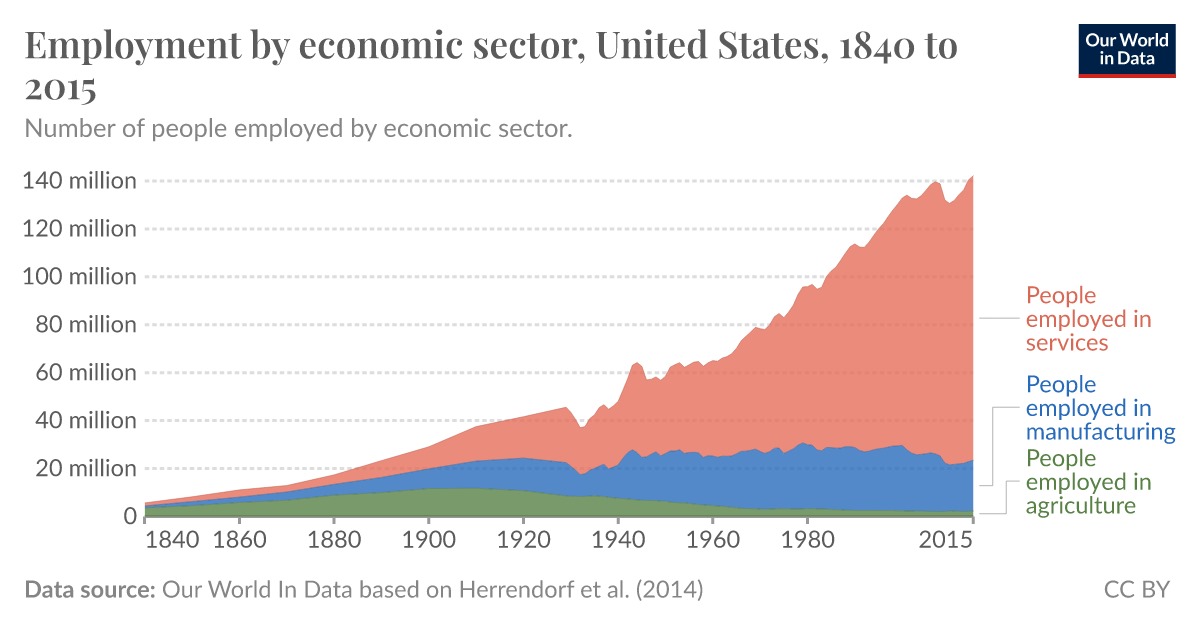 Employment by economic sector, United States, 1840 to
2015
Our World
in Data
Number of people employed by economic sector.
140 million
120 million
100 million
80 million
60 million
40 million
20 million
0
1840 1860 1880 1900 1920 1940 1960 1980 2015
People
employed in
services
People
employed in
manufacturing
People
employed in
agriculture
Data source: Our World In Data based on Herrendorf et al. (2014)
CC BY